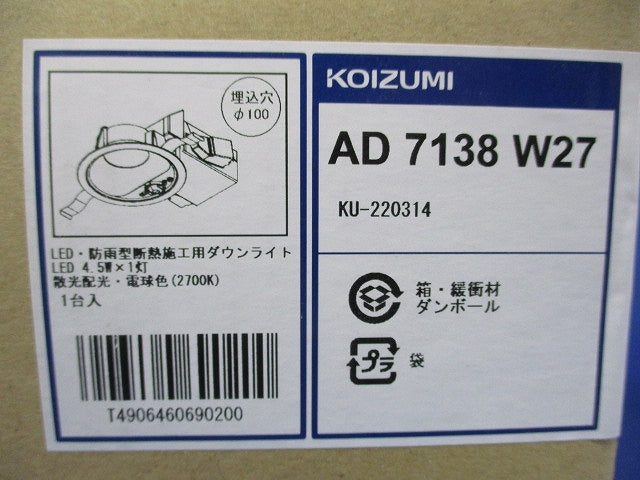 埋込穴
φ100
LED・防雨型断熱施工用ダウンライト
LED 4.5W×1灯
散光配光・電球色(2700K)
1台入
T4906460690200
KOIZUMI
AD 7138 W27
KU-220314
箱・緩衝材
ダンボール
プラ
袋